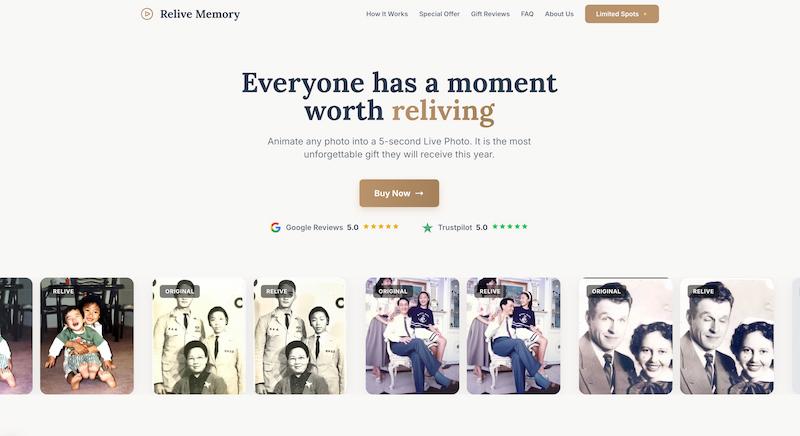 Relive Memory
How It Works
Special Offer
Gift Reviews
FAQ
About Us
Limited Spots
Everyone has a moment
worth reliving
Animate any photo into a 5-second Live Photo. It is the most
unforgettable gift they will receive this year.
Buy Now →
Google Reviews 5.0 ★★★★★
Trustpilot 5.0 ★★★★★
RELIVE
ORIGINAL
RELIVE
ORIGINAL
RELIVE
ORIGINAL
RELIVE